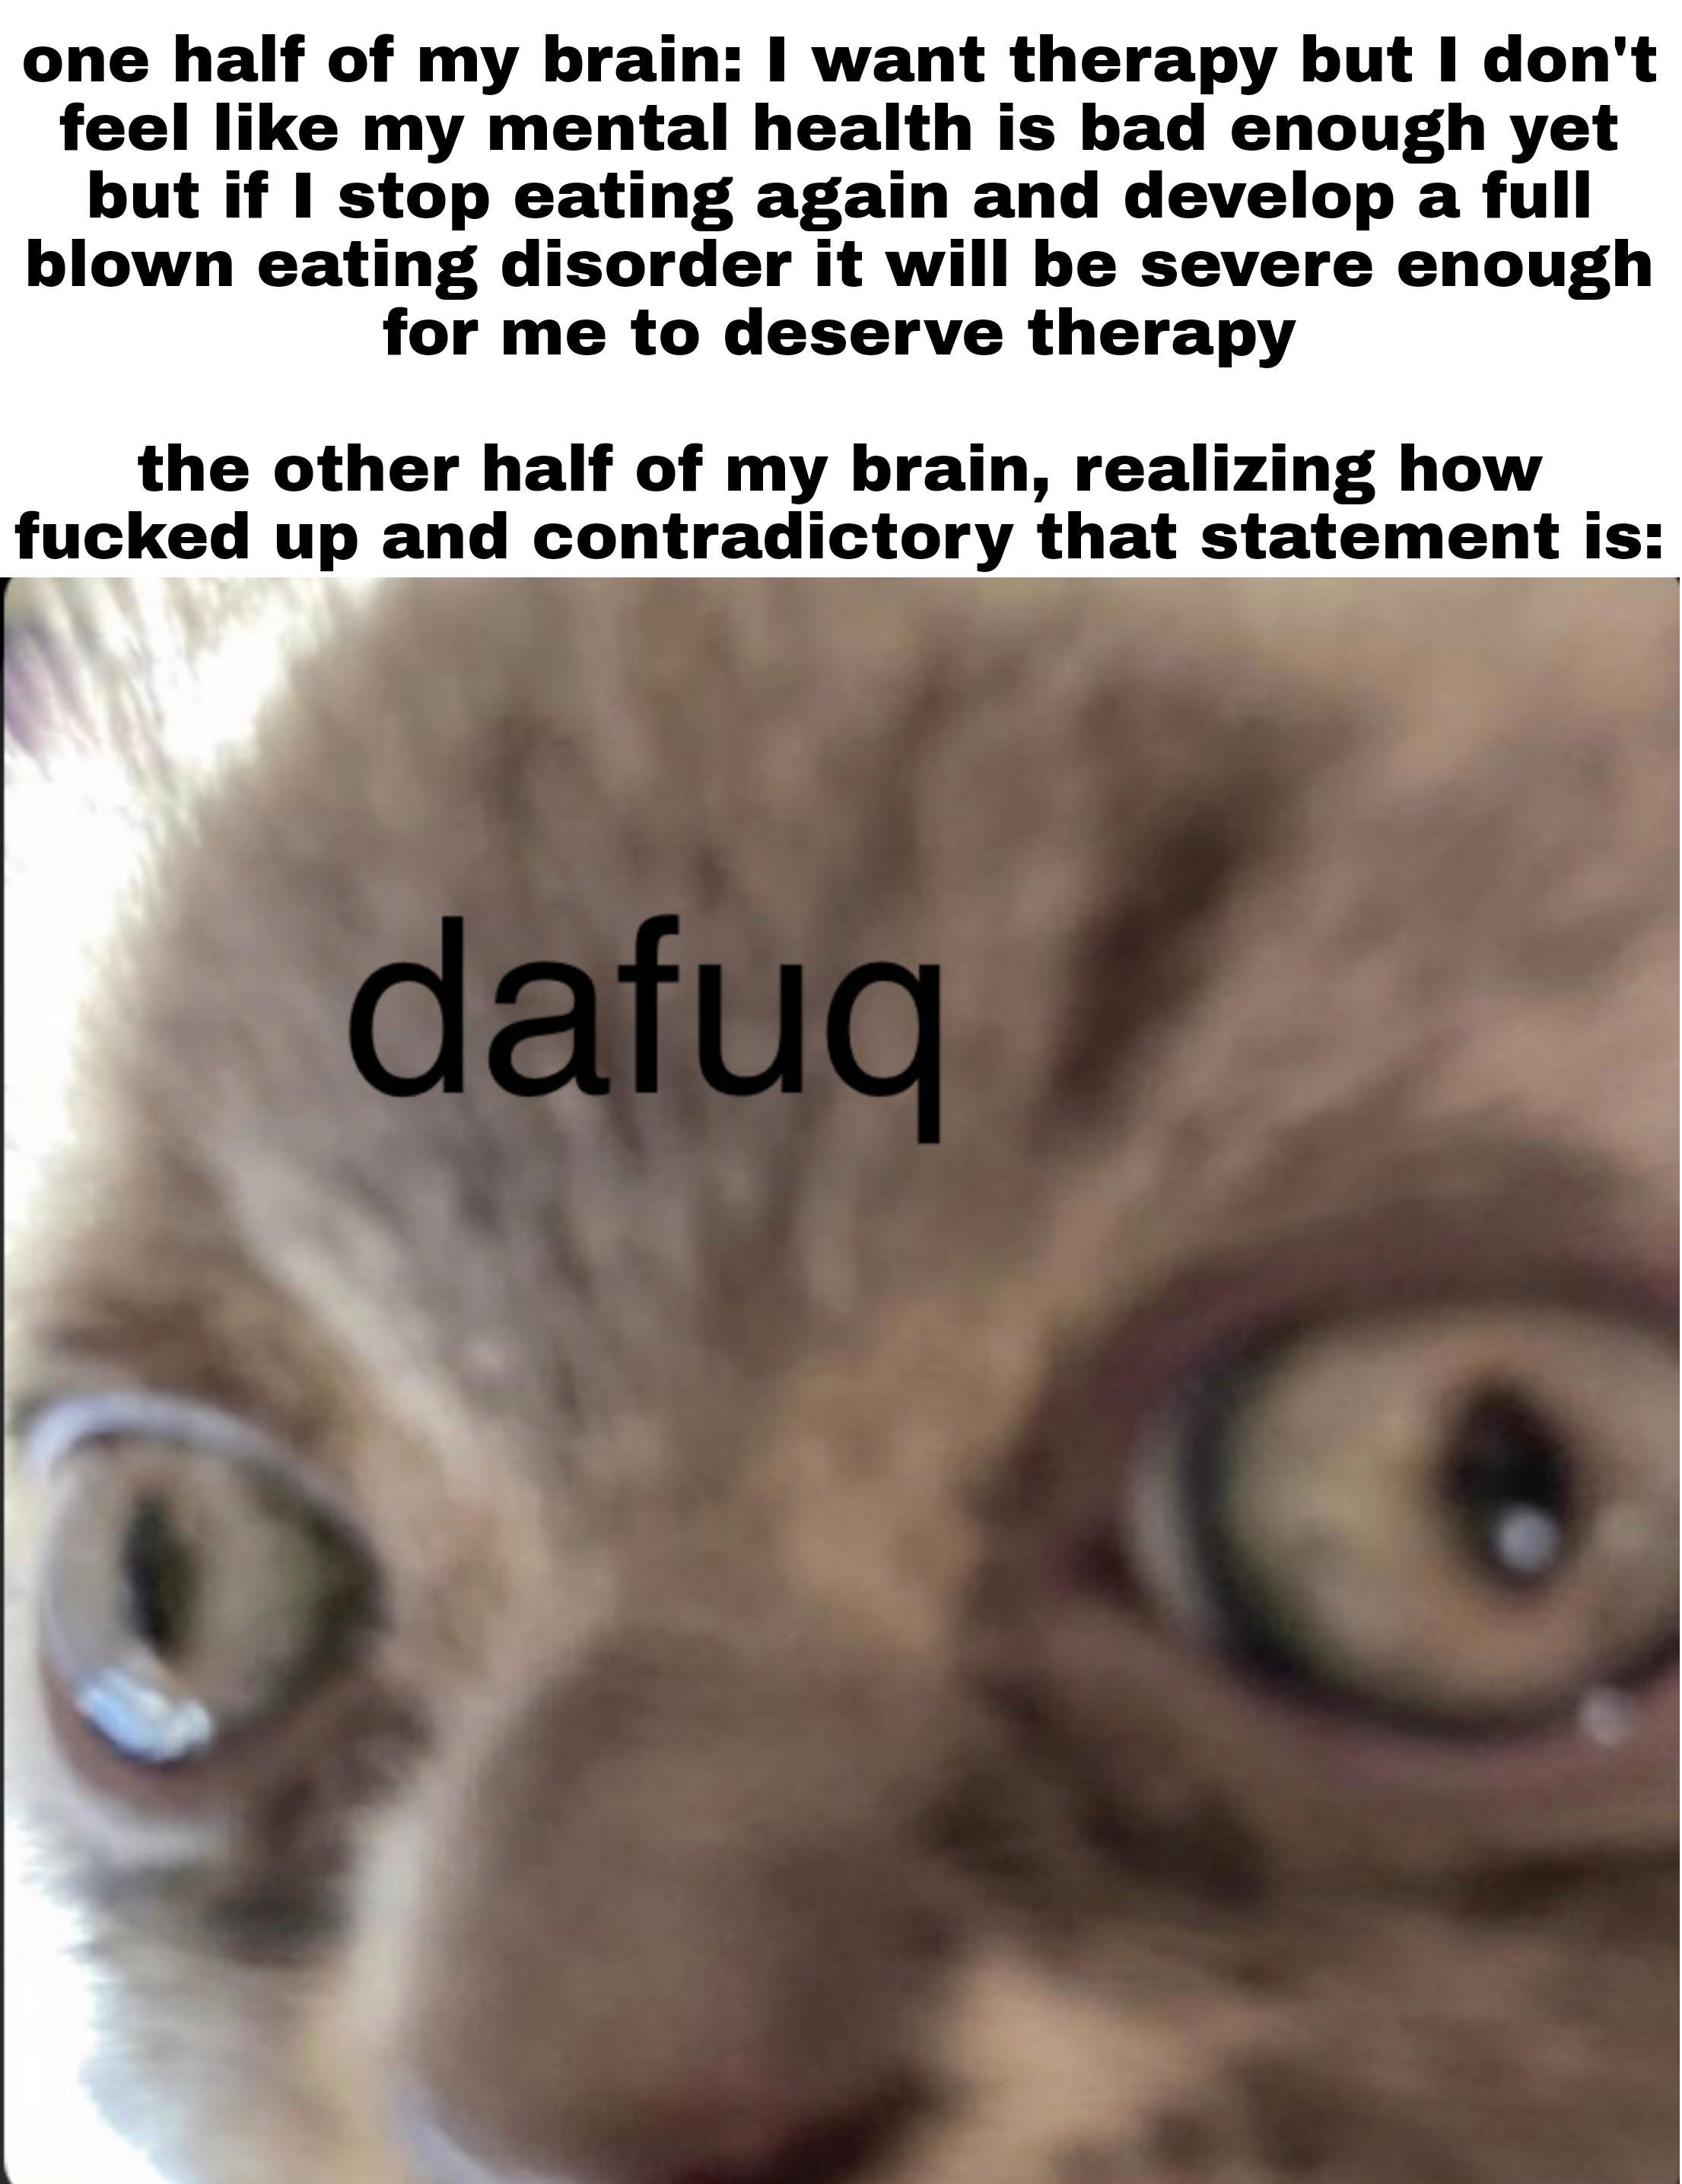 one half of my brain: I want therapy but I don't
feel like my mental health is bad enough yet
but if I stop eating again and develop a full
blown eating disorder it will be severe enough
for me to deserve therapy
the other half of my brain, realizing how
fucked up and contradictory that statement is:
dafuq